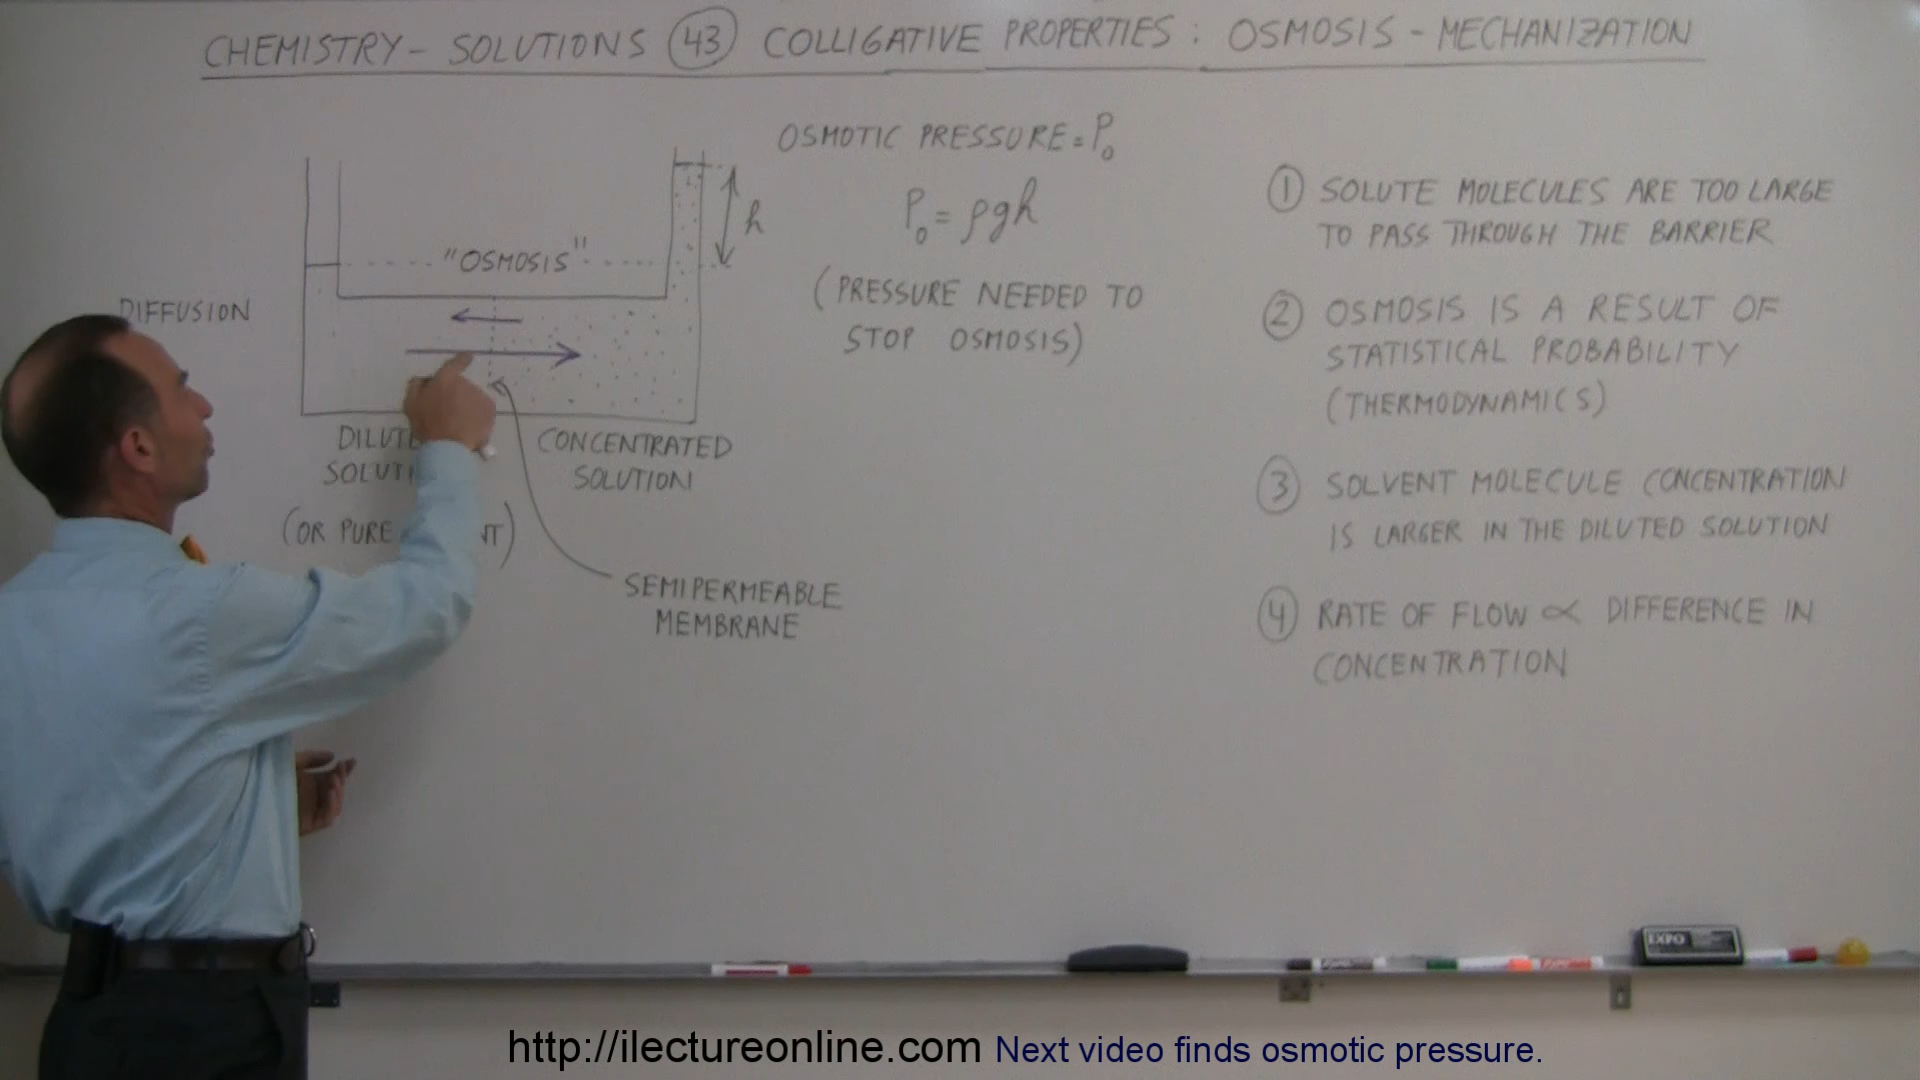 CHEMISTRY - SOLUTIONS 43 COLLIGATIVE PROPERTIES: OSMOSIS - MECHANIZATION
OSMOTIC PRESSURE = P₀
P₀ = ρgh
(PRESSURE NEEDED TO
STOP OSMOSIS)
h
"OSMOSIS"
DIFFUSION
SOLUTI
(OR PURE NT)
CONCENTRATED
SOLUTION
SEMIPERMEABLE
MEMBRANE
① SOLUTE MOLECULES ARE TOO LARGE
TO PASS THROUGH THE BARRIER
② OSMOSIS IS A RESULT OF
STATISTICAL PROBABILITY
(THERMODYNAMICS)
③ SOLVENT MOLECULE CONCENTRATION
IS LARGER IN THE DILUTED SOLUTION
④ RATE OF FLOW ∝ DIFFERENCE IN
CONCENTRATION
EXPO
http://ilectureonline.com Next video finds osmotic pressure.